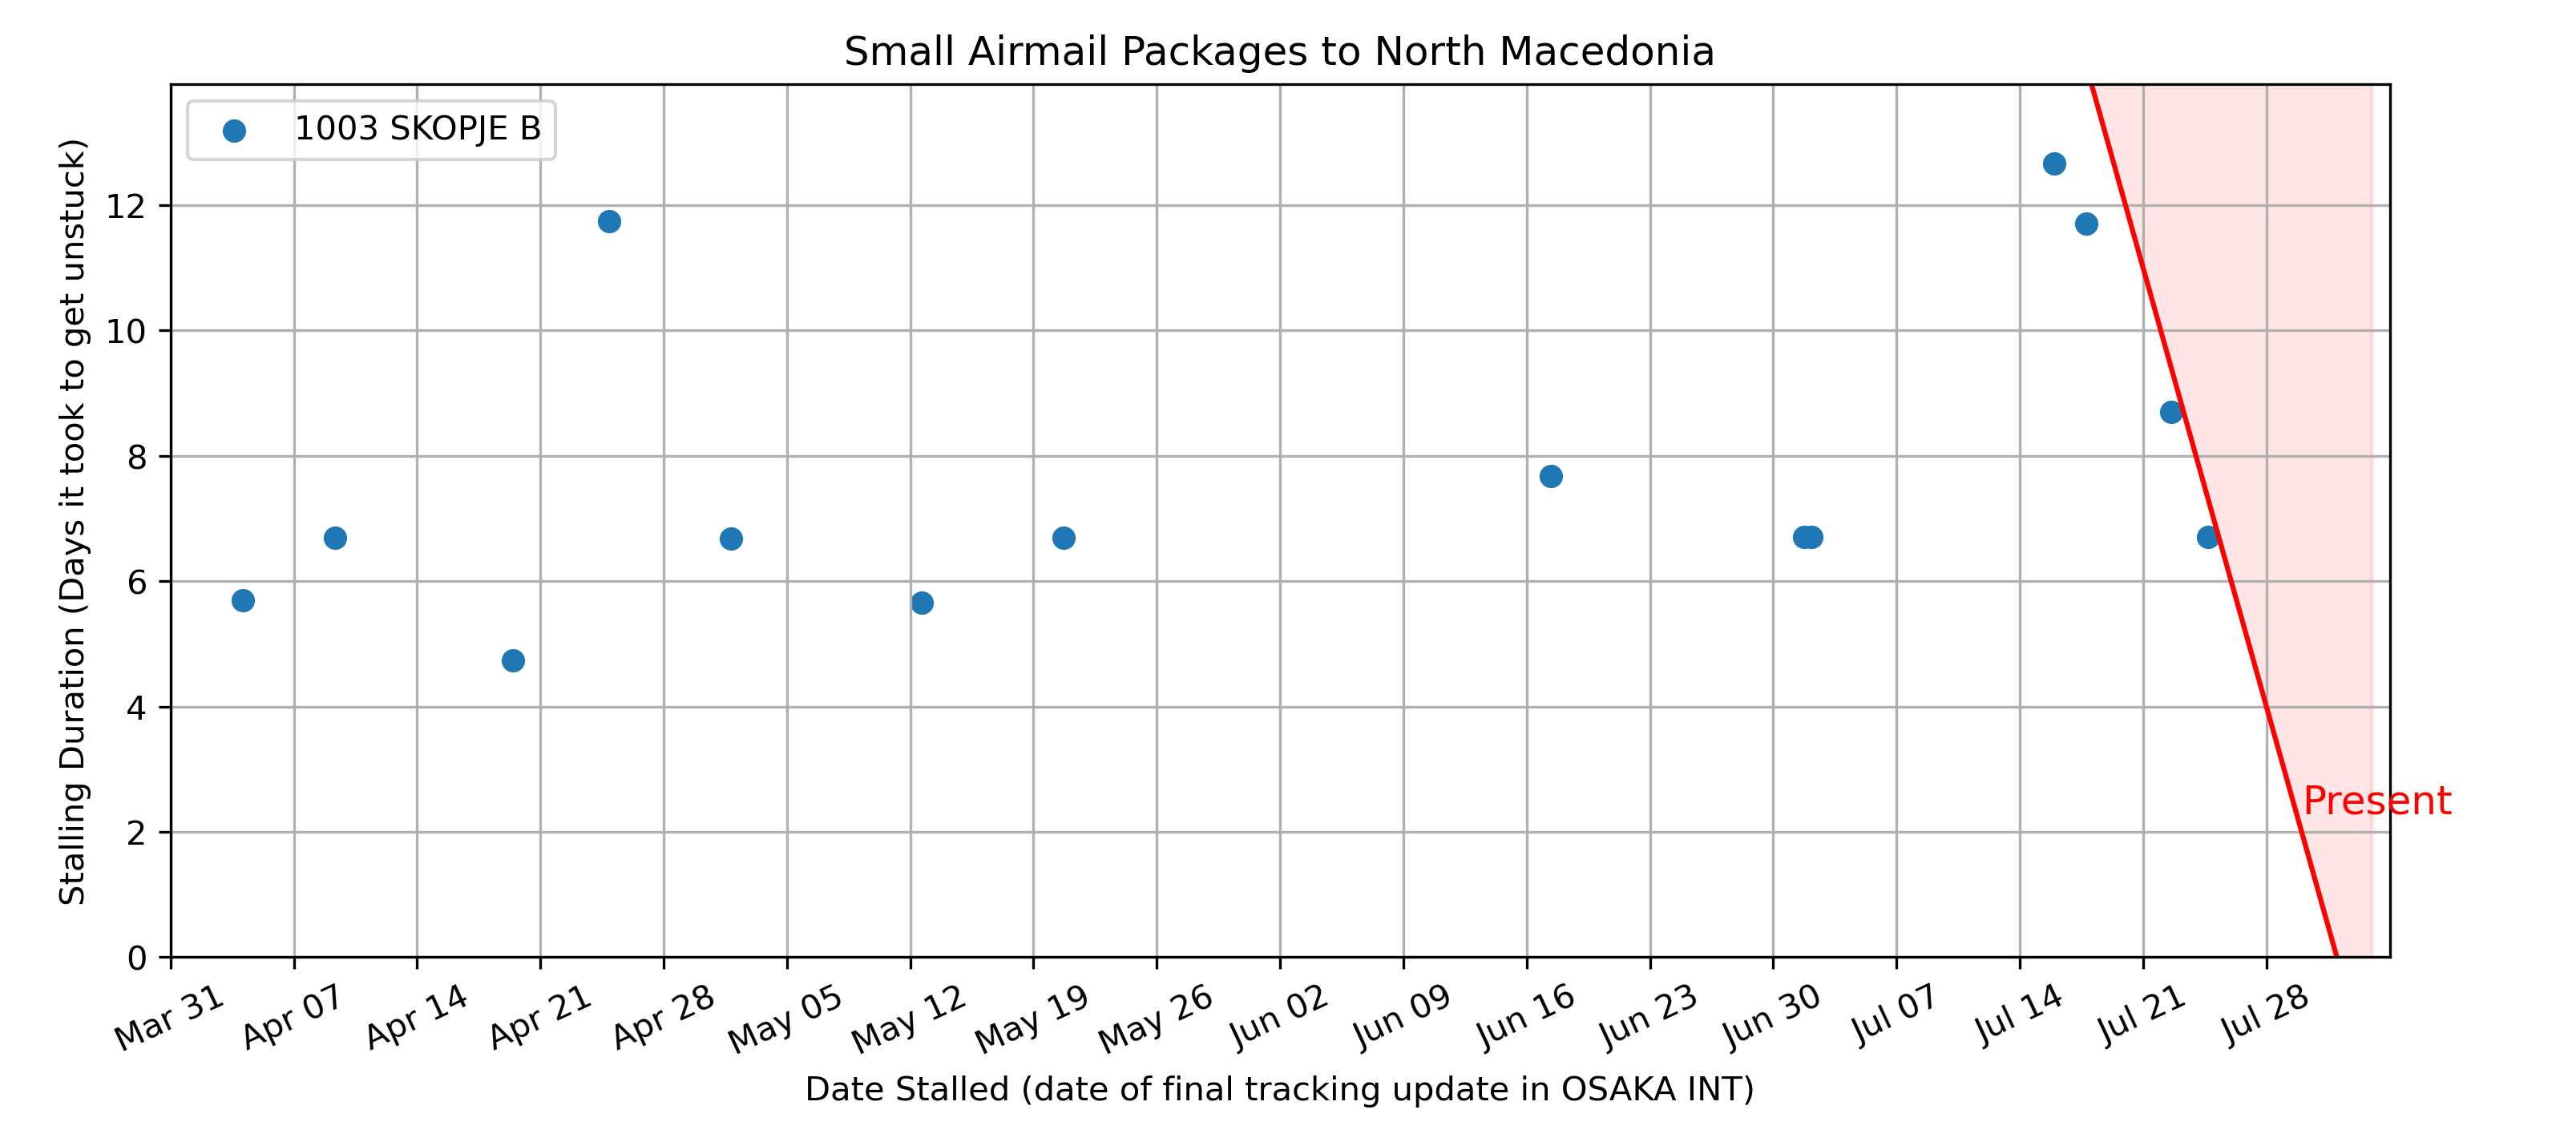 Small Airmail Packages to North Macedonia
1003 SKOPJE B
Stalling Duration (Days it took to get unstuck)
12
10
8
6
4
2
0
Present
Mar 31
Apr 07
Apr 14
Apr 21
Apr 28
May 05
May 12
May 19
May 26
Jun 02
Jun 09
Jun 16
Jun 23
Jun 30
Jul 07
Jul 14
Jul 21
Jul 28
Date Stalled (date of final tracking update in OSAKA INT)